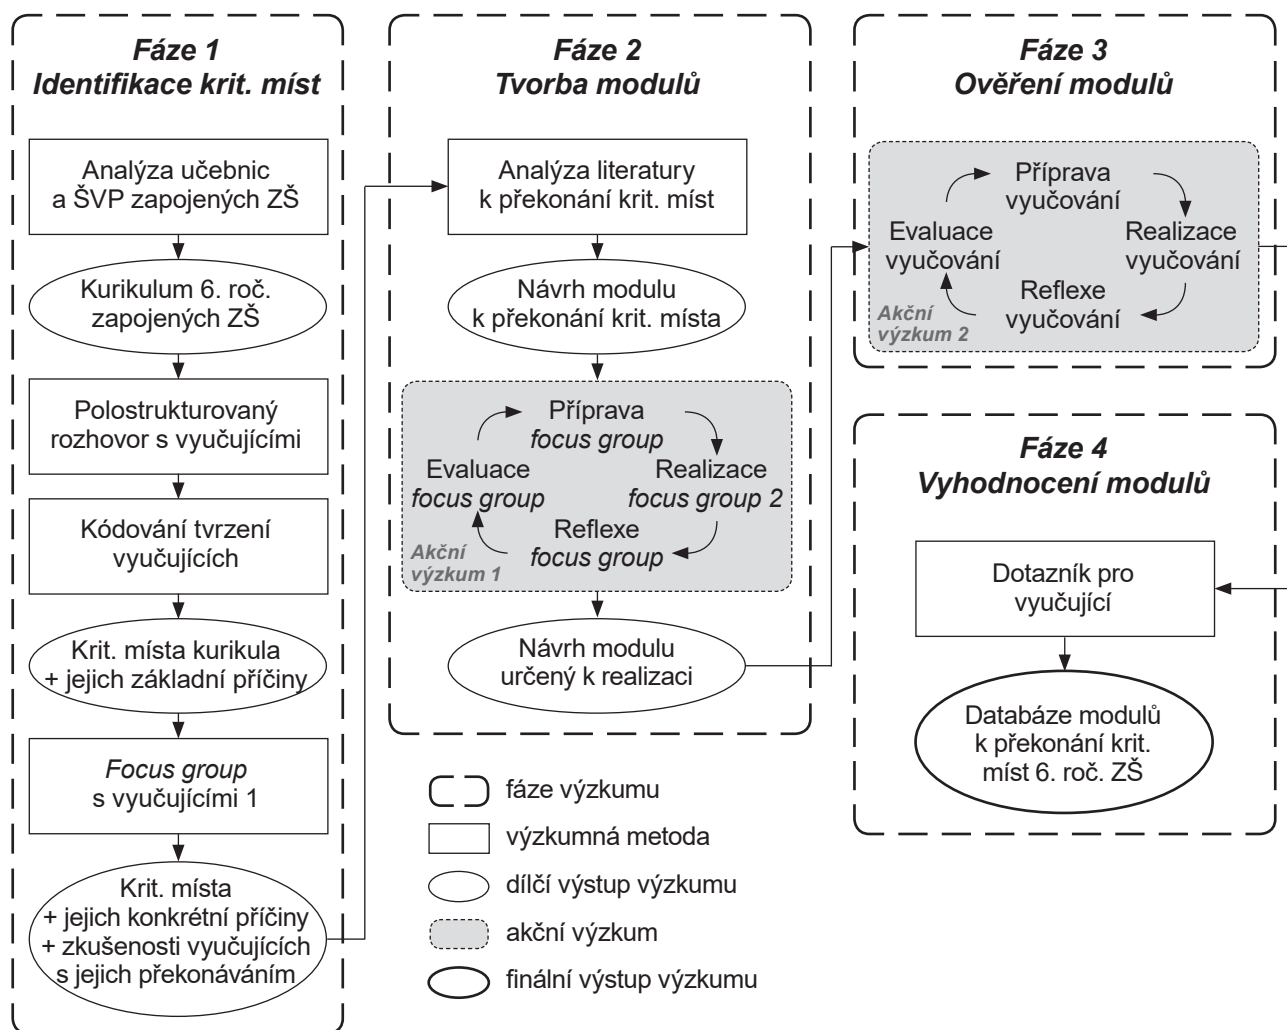 Fáze 1
Identifikace krit. míst
Analýza učebnic
a ŠVP zapojených ZŠ
Kurikulum 6. roč.
zapojených ZŠ
Polostrukturovaný
rozhovor s vyučujícími
Kódování tvrzení
vyučujících
Krit. místa kurikula
+ jejich základní příčiny
Focus group
s vyučujícími 1
Krit. místa
+ jejich konkrétní příčiny
+ zkušenosti vyučujících
s jejich překonáváním
Fáze 2
Tvorba modulů
Analýza literatury
k překonání krit. míst
Návrh modulu
k překonání krit. místa
Příprava
focus group
Evaluace
focus group
Realizace
focus group 2
Reflexe
focus group
Akční
výzkum 1
Návrh modulu
určený k realizaci
Fáze 3
Ověření modulů
Příprava
vyučování
Evaluace
vyučování
Realizace
vyučování
Reflexe
vyučování
Akční
výzkum 2
Fáze 4
Vyhodnocení modulů
Dotazník pro
vyučující
Databáze modulů
k překonání krit.
míst 6. roč. ZŠ
fáze výzkumu
výzkumná metoda
dílčí výstup výzkumu
akční výzkum
finální výstup výzkumu